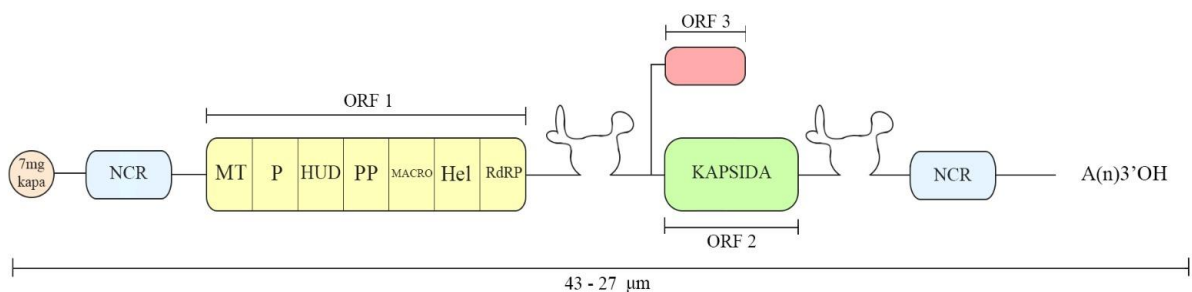 ORF 3
ORF 1
7mg
kapa
NCR
MT
P
HUD
PP
MACRO
Hel
RdRP
KAPSIDA
NCR
A(n)3’OH
ORF 2
43 - 27 μm